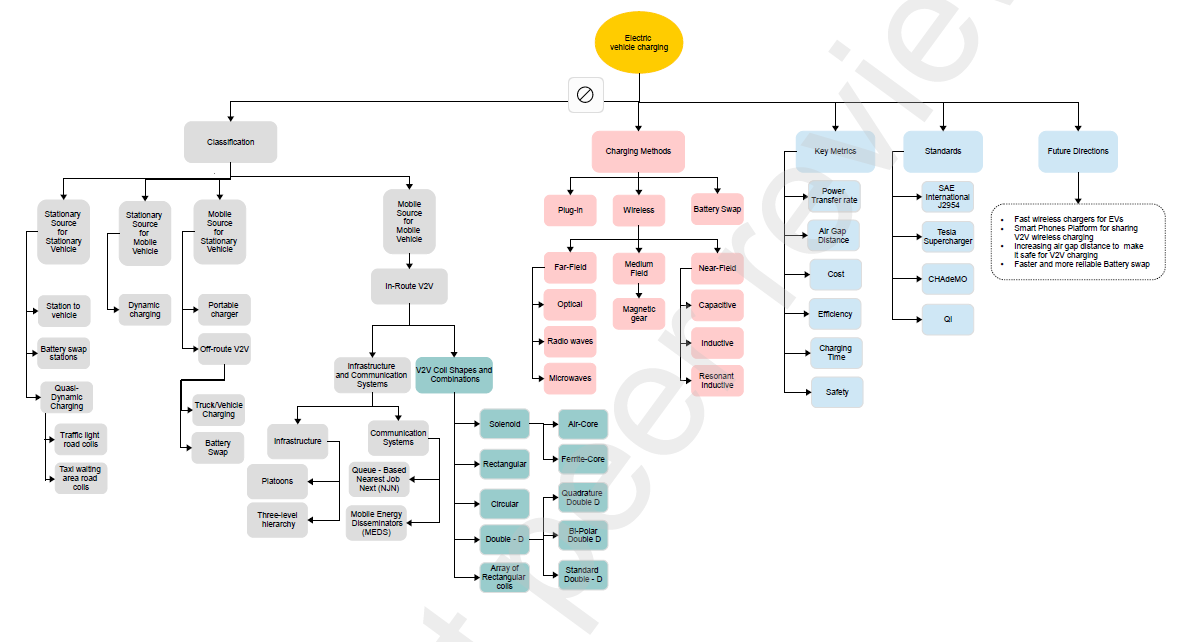 Electric
vehicle charging
Classification
Charging Methods
Key Metrics
Standards
Future Directions
Stationary
Source
for
Stationary
Vehicle
Stationary
Source
for
Mobile
Vehicle
Mobile
Source
for
Stationary
Vehicle
Mobile
Source
for
Mobile
Vehicle
Plug-in
Wireless
Battery Swap
Power
Transfer rate
Air Gap
Distance
Cost
Efficiency
Charging
Time
Safety
SAE
International
J2954
Tesla
Supercharger
CHAdeMO
Qi
• Fast wireless chargers for EVs
• Smart Phones Platform for sharing
V2V wireless charging
• Increasing air gap distance to make
it safe for V2V charging
• Faster and more reliable Battery swap
Station to
vehicle
Battery swap
stations
Quasi-
Dynamic
Charging
Traffic light
road coils
Taxi waiting
area road
coils
Dynamic
charging
Portable
charger
Off-route V2V
Truck/Vehicle
Charging
Battery
Swap
In-Route V2V
Infrastructure
and Communication
Systems
V2V Coil Shapes and
Combinations
Infrastructure
Communication
Systems
Platoons
Three-level
hierarchy
Queue - Based
Nearest Job
Next (NJN)
Mobile Energy
Disseminators
(MEDS)
Solenoid
Rectangular
Circular
Double - D
Array of
Rectangular
coils
Air-Core
Ferrite-Core
Quadrature
Double D
Bi-Polar
Double D
Standard
Double - D
Far-Field
Optical
Radio waves
Microwaves
Medium
Field
Magnetic
gear
Near-Field
Capacitive
Inductive
Resonant
Inductive
t peer review